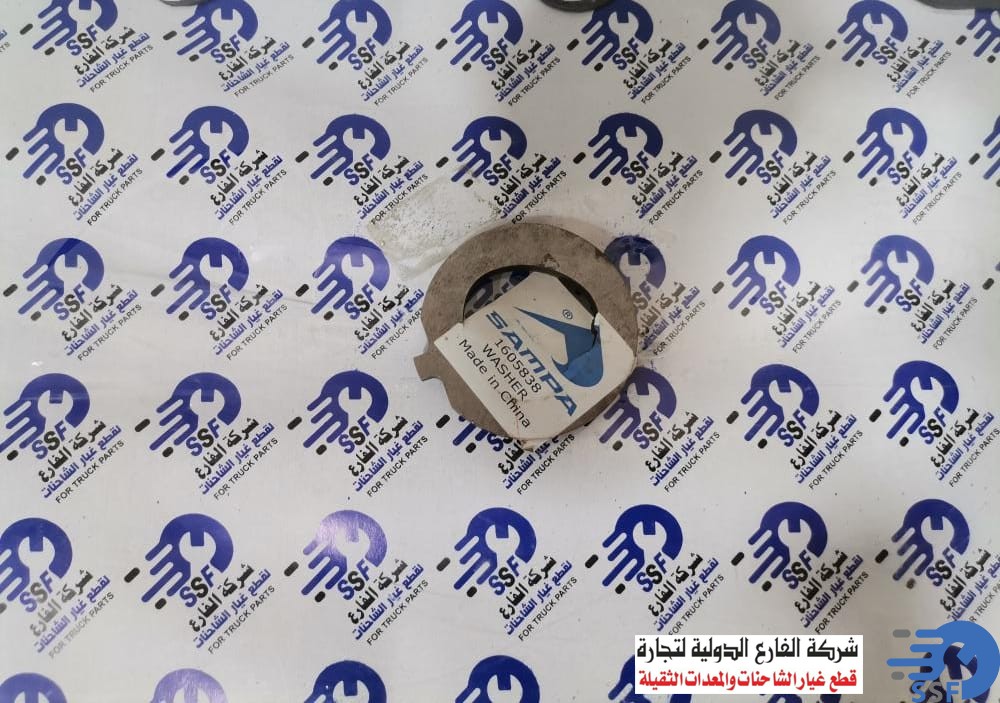 SSF
شركة الفارع
لقطع غيار الشاحنات
FOR TRUCK PARTS
®
SAMPA
1605838
WASHER
Made in China
شركة الفارع الدولية لتجارة
قطع غيار الشاحنات والمعدات الثقيلة
SSF